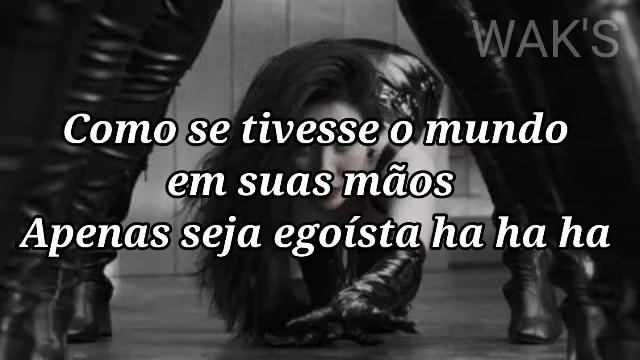 WAK'S
Como se tivesse o mundo
em suas mãos
Apenas seja egoísta ha ha ha